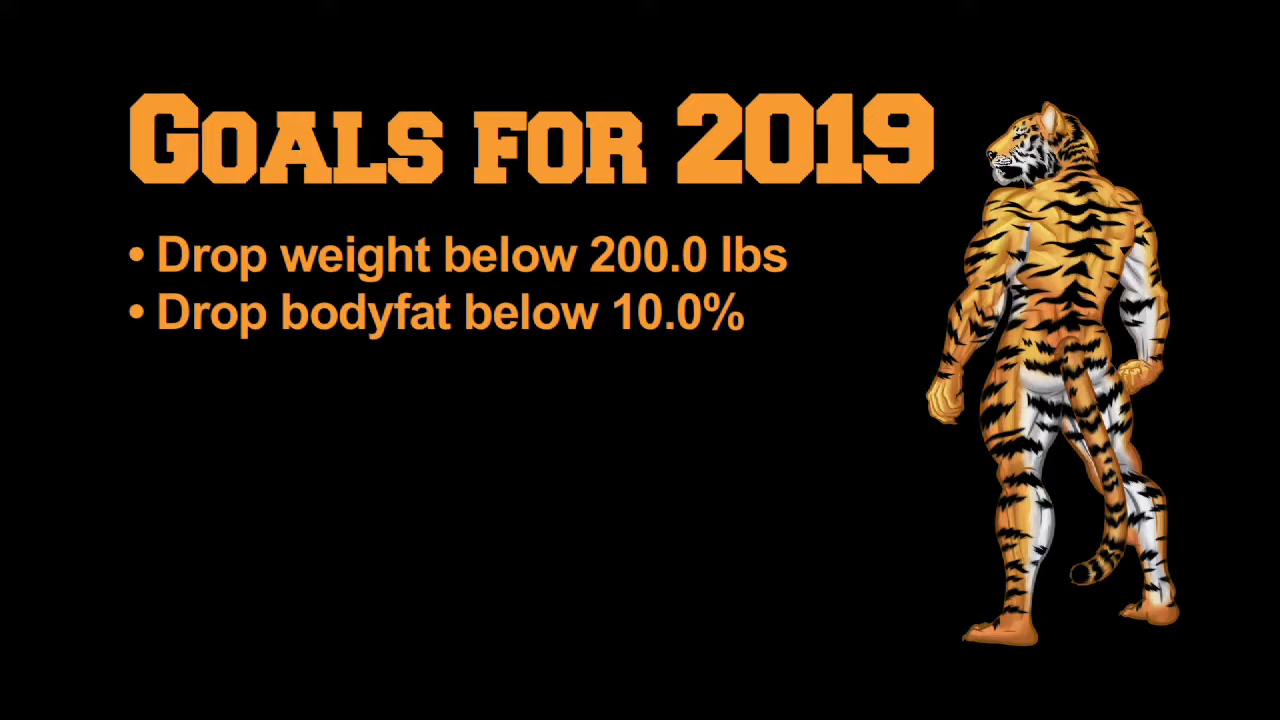 Goals for 2019
• Drop weight below 200.0 lbs
• Drop bodyfat below 10.0%